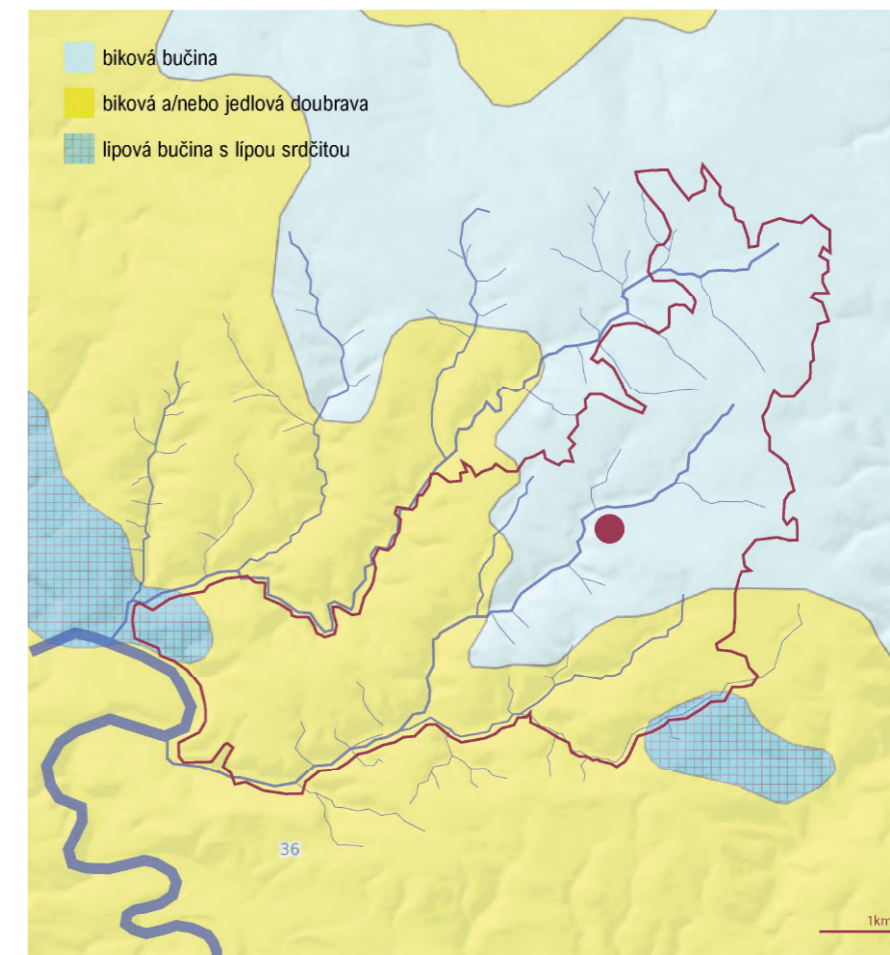 biková bučina
biková a/nebo jedlová doubrava
lipová bučina s lípou srdčitou
36
1km